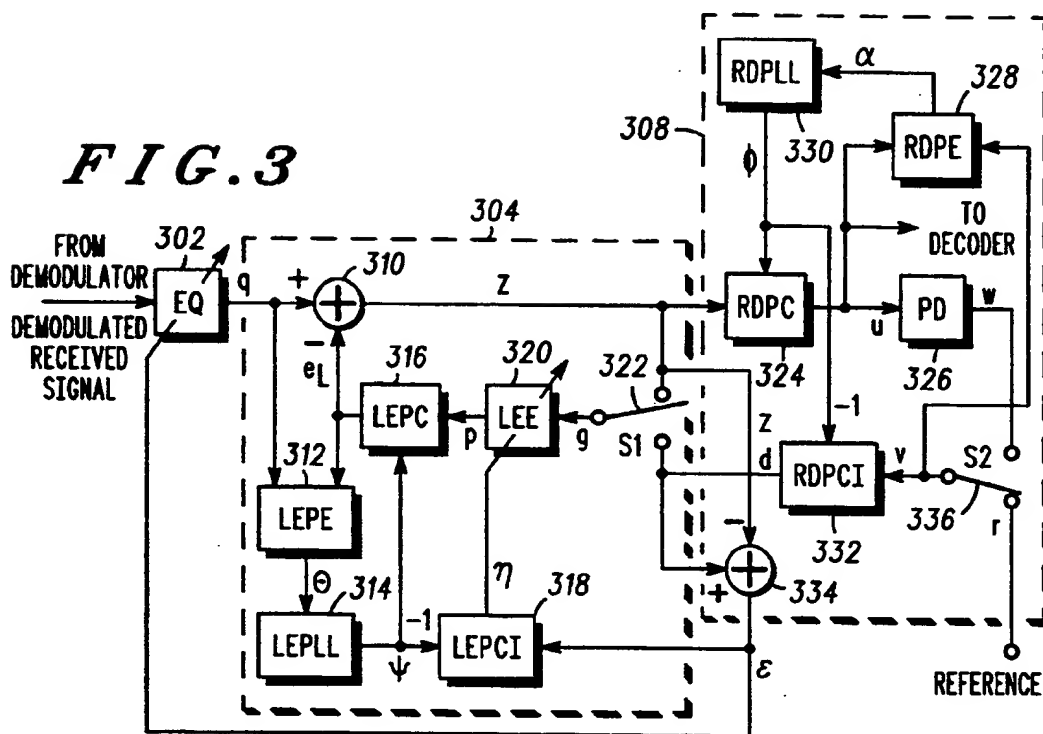 FIG.3
FROM
DEMODULATOR
DEMODULATED
RECEIVED
SIGNAL
302
EQ
q
304
+
310
−
e_L
z
316
LEPC
320
LEE
p
g
322
S1
312
LEPE
Θ
314
LEPLL
ψ
-1
318
LEPCI
η
308
RDPLL
330
α
328
RDPE
ϕ
TO
DECODER
RDPC
324
u
PD
326
w
-1
z
d
RDPCI
332
v
S2
336
r
−
+
334
ε
REFERENCE